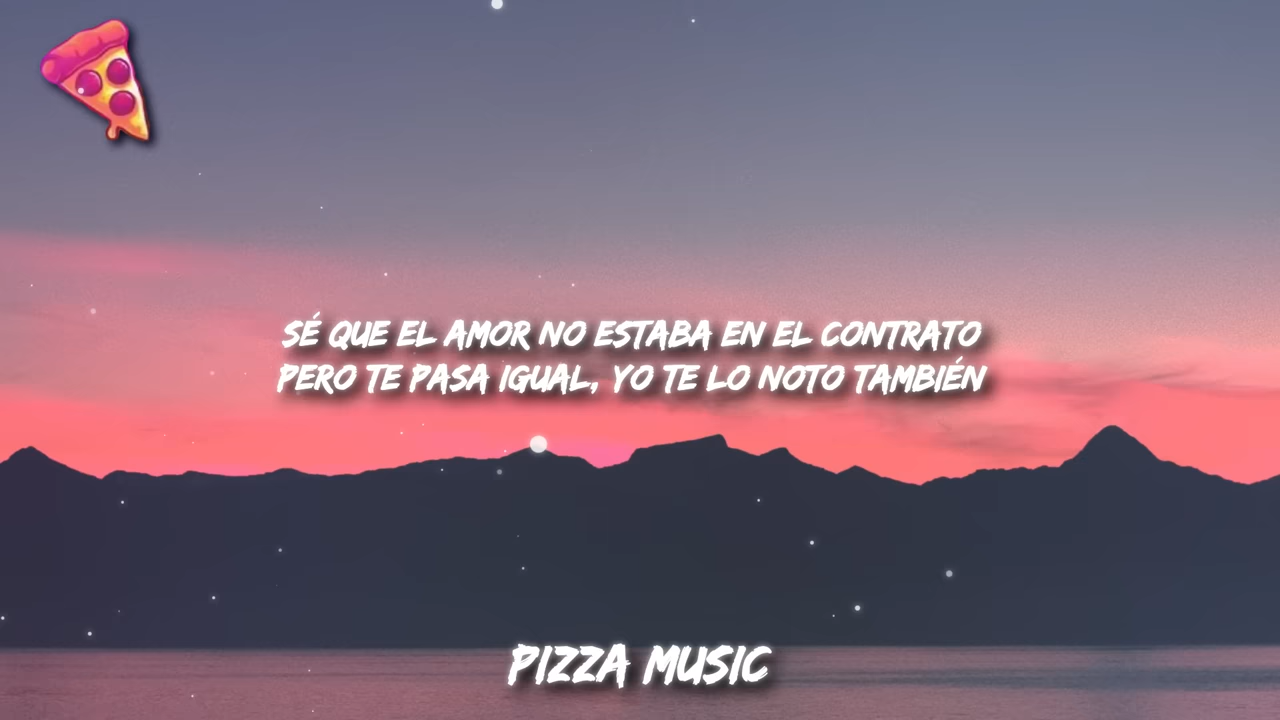 SÉ QUE EL AMOR NO ESTABA EN EL CONTRATO
PERO TE PASA IGUAL, YO TE LO NOTO TAMBIÉN
PIZZA MUSIC